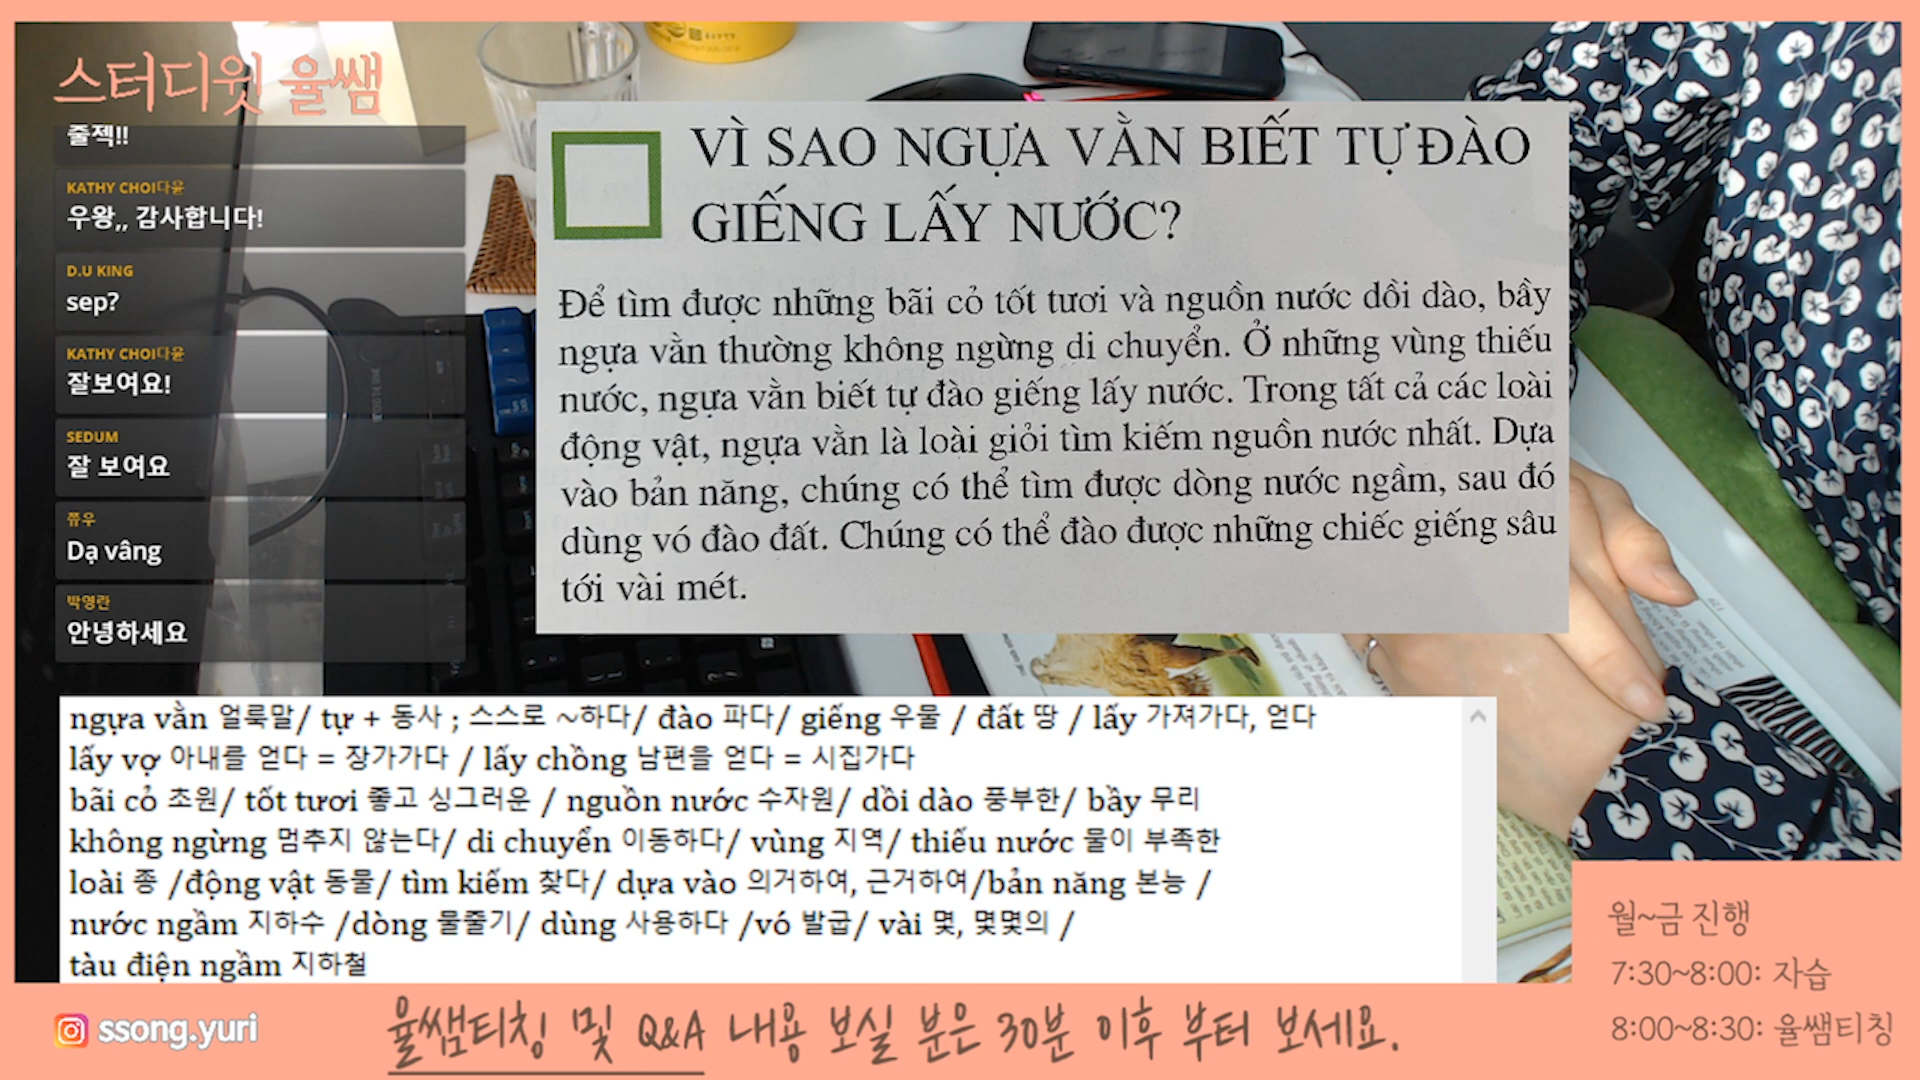 스터디윗 율쌤
줄젝!!
KATHY CHOI다윤
우왕,, 감사합니다!
D.U KING
sep?
KATHY CHOI다윤
잘보여요!
SEDUM
잘 보여요
쮸우
Dạ vâng
박영란
안녕하세요
VÌ SAO NGỰA VẰN BIẾT TỰ ĐÀO
GIẾNG LẤY NƯỚC?
Để tìm được những bãi cỏ tốt tươi và nguồn nước dồi dào, bầy
ngựa vằn thường không ngừng di chuyển. Ở những vùng thiếu
nước, ngựa vằn biết tự đào giếng lấy nước. Trong tất cả các loài
động vật, ngựa vằn là loài giỏi tìm kiếm nguồn nước nhất. Dựa
vào bản năng, chúng có thể tìm được dòng nước ngầm, sau đó
dùng vó đào đất. Chúng có thể đào được những chiếc giếng sâu
tới vài mét.
ngựa vằn 얼룩말/ tự + 동사 ; 스스로 ~하다/ đào 파다/ giếng 우물 / đất 땅 / lấy 가져가다, 얻다
lấy vợ 아내를 얻다 = 장가가다 / lấy chồng 남편을 얻다 = 시집가다
bãi cỏ 초원/ tốt tươi 좋고 싱그러운 / nguồn nước 수자원/ dồi dào 풍부한/ bầy 무리
không ngừng 멈추지 않는다/ di chuyển 이동하다/ vùng 지역/ thiếu nước 물이 부족한
loài 종 /động vật 동물/ tìm kiếm 찾다/ dựa vào 의거하여, 근거하여/bản năng 본능 /
nước ngầm 지하수 /dòng 물줄기/ dùng 사용하다 /vó 발굽/ vài 몇, 몇몇의 /
tàu điện ngầm 지하철
월~금 진행
7:30~8:00: 자습
8:00~8:30: 율쌤티칭
ssong.yuri
율쌤티칭 및 Q&A 내용 보실 분은 30분 이후 부터 보세요.